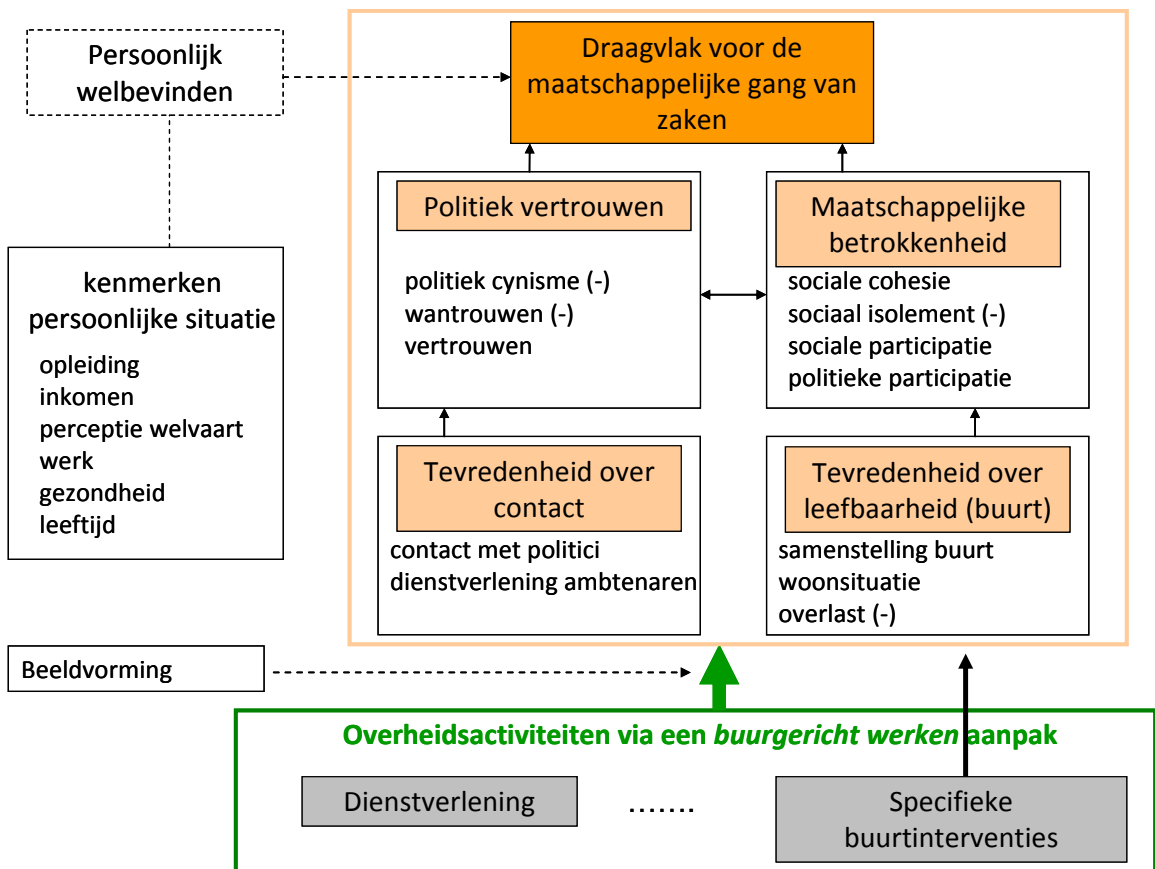 Persoonlijk
welbevinden
Draagvlak voor de
maatschappelijke gang van
zaken
kenmerken
persoonlijke situatie
opleiding
inkomen
perceptie welvaart
werk
gezondheid
leeftijd
Politiek vertrouwen
politiek cynisme (-)
wantrouwen (-)
vertrouwen
Maatschappelijke
betrokkenheid
sociale cohesie
sociaal isolement (-)
sociale participatie
politieke participatie
Tevredenheid over
contact
contact met politici
dienstverlening ambtenaren
Tevredenheid over
leefbaarheid (buurt)
samenstelling buurt
woonsituatie
overlast (-)
Beeldvorming
Overheidsactiviteiten via een buurgericht werken aanpak
Dienstverlening
.......
Specifieke
buurtinterventies